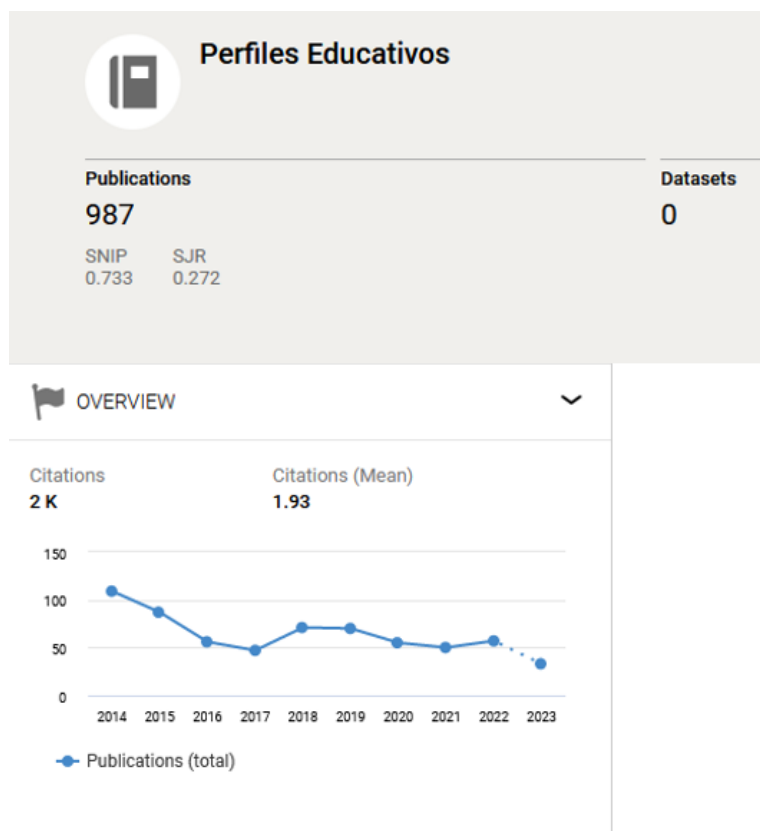 Perfiles Educativos
Publications
987
SNIP SJR
0.733 0.272
Datasets
0
OVERVIEW
Citations Citations (Mean)
2 K 1.93
150
100
50
0
2014 2015 2016 2017 2018 2019 2020 2021 2022 2023
Publications (total)